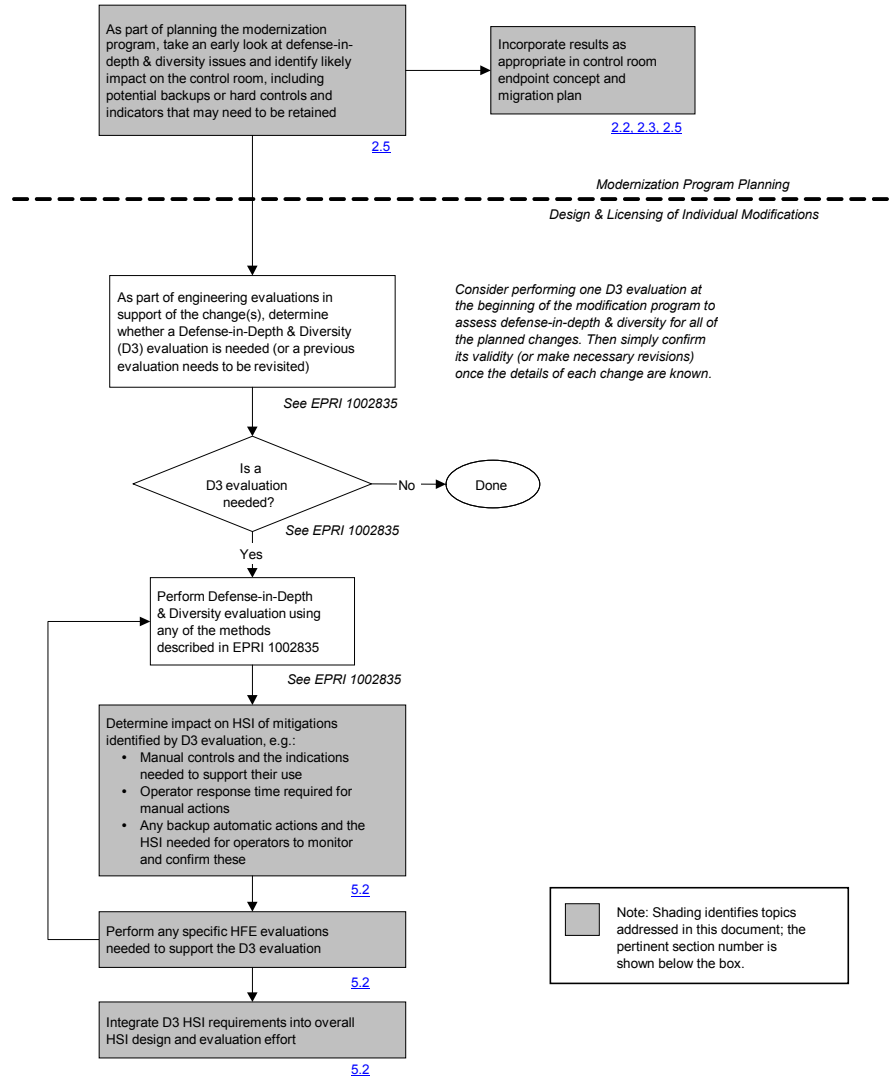 As part of planning the modernization
program, take an early look at defense-in-
depth & diversity issues and identify likely
impact on the control room, including
potential backups or hard controls and
indicators that may need to be retained
2.5
Incorporate results as
appropriate in control room
endpoint concept and
migration plan
2.2, 2.3, 2.5
Modernization Program Planning
Design & Licensing of Individual Modifications
As part of engineering evaluations in
support of the change(s), determine
whether a Defense-in-Depth & Diversity
(D3) evaluation is needed (or a previous
evaluation needs to be revisited)
See EPRI 1002835
Consider performing one D3 evaluation at
the beginning of the modification program to
assess defense-in-depth & diversity for all of
the planned changes. Then simply confirm
its validity (or make necessary revisions)
once the details of each change are known.
Is a
D3 evaluation
needed?
No
Done
See EPRI 1002835
Yes
Perform Defense-in-Depth
& Diversity evaluation using
any of the methods
described in EPRI 1002835
See EPRI 1002835
Determine impact on HSI of mitigations
identified by D3 evaluation, e.g.:
• Manual controls and the indications
needed to support their use
• Operator response time required for
manual actions
• Any backup automatic actions and the
HSI needed for operators to monitor
and confirm these
5.2
Perform any specific HFE evaluations
needed to support the D3 evaluation
5.2
Integrate D3 HSI requirements into overall
HSI design and evaluation effort
5.2
Note: Shading identifies topics
addressed in this document; the
pertinent section number is
shown below the box.